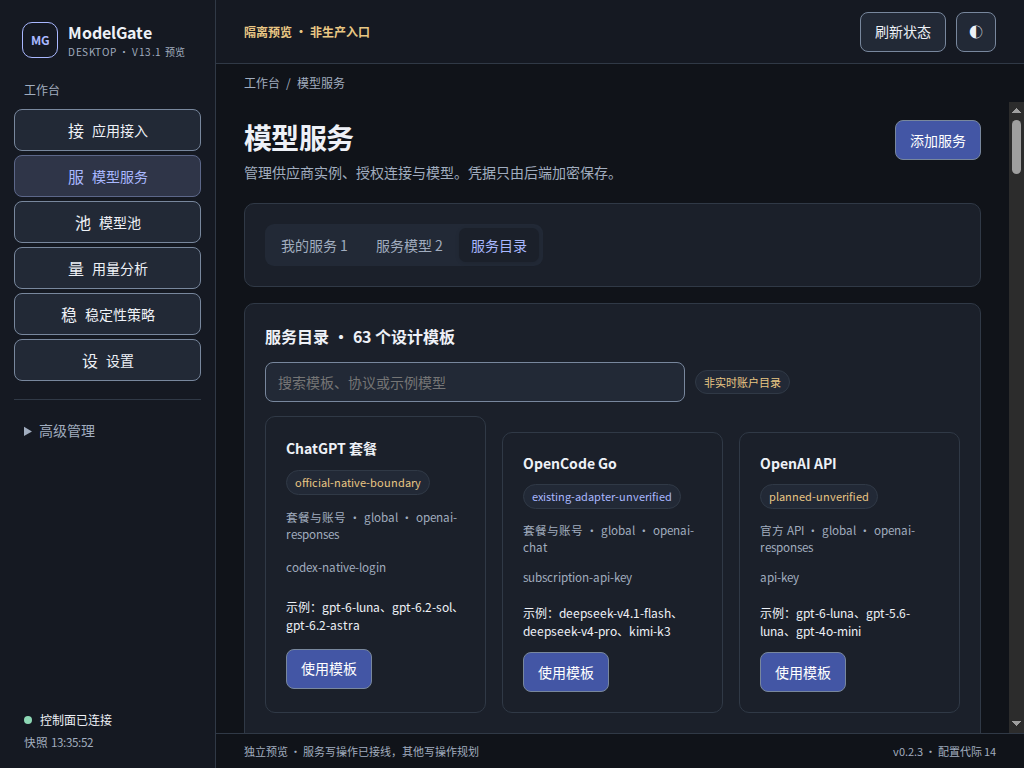 MG
ModelGate
DESKTOP · V13.1 预览
工作台
接 应用接入
服 模型服务
池 模型池
量 用量分析
稳 稳定性策略
设 设置
▶ 高级管理
控制面已连接
快照 13:35:52
隔离预览 · 非生产入口
刷新状态
工作台 / 模型服务
模型服务
添加服务
管理供应商实例、授权连接与模型。凭据只由后端加密保存。
我的服务 1
服务模型 2
服务目录
服务目录 · 63 个设计模板
搜索模板、协议或示例模型
非实时账户目录
ChatGPT 套餐
official-native-boundary
套餐与账号 · global · openai-
responses
codex-native-login
示例：gpt-6-luna、gpt-6.2-sol、
gpt-6.2-astra
使用模板
OpenCode Go
existing-adapter-unverified
套餐与账号 · global · openai-
chat
subscription-api-key
示例：deepseek-v4.1-flash、
deepseek-v4-pro、kimi-k3
使用模板
OpenAI API
planned-unverified
官方 API · global · openai-
responses
api-key
示例：gpt-6-luna、gpt-5.6-
luna、gpt-4o-mini
使用模板
独立预览 · 服务写操作已接线，其他写操作规划
v0.2.3 · 配置代际 14